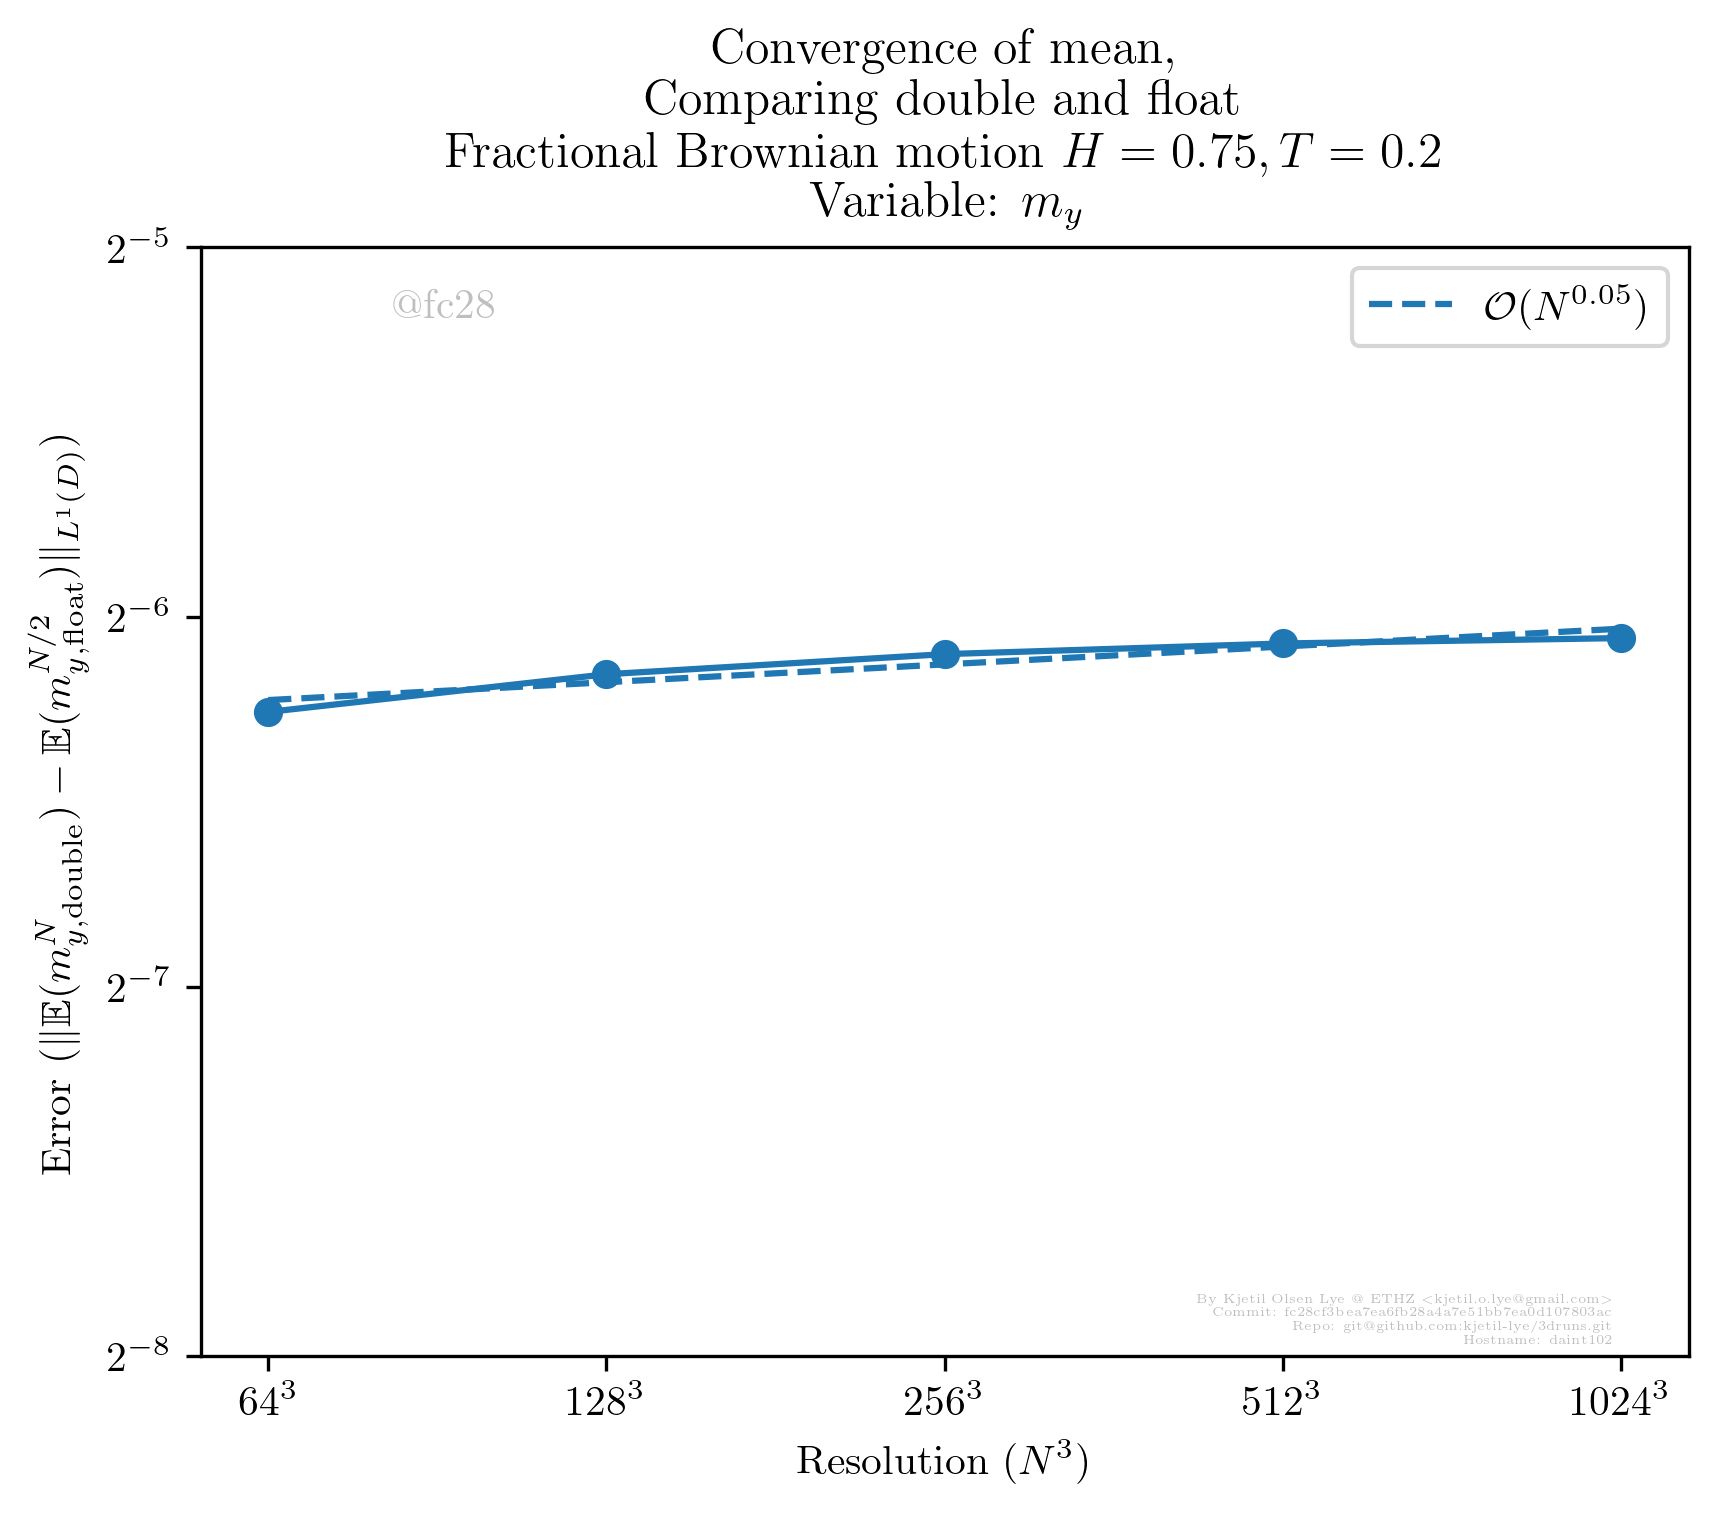 Convergence of mean,
Comparing double and float
Fractional Brownian motion H = 0.75, T = 0.2
Variable: m_y
2^{-5}
@fc28
O(N^{0.05})
2^{-6}
2^{-7}
2^{-8}
Error (||𝔼(m_{y,double}^{N}) − 𝔼(m_{y,float}^{N/2})||_{L^1(D)})
By Kjetil Olsen Lye @ ETHZ <kjetil.o.lye@gmail.com>
Commit: fc28cf3bea7ea6fb28a4a7e51bb7ea0d107803ac
Repo: git@github.com:kjetil-lye/3druns.git
Hostname: daint102
64^3 128^3 256^3 512^3 1024^3
Resolution (N^3)